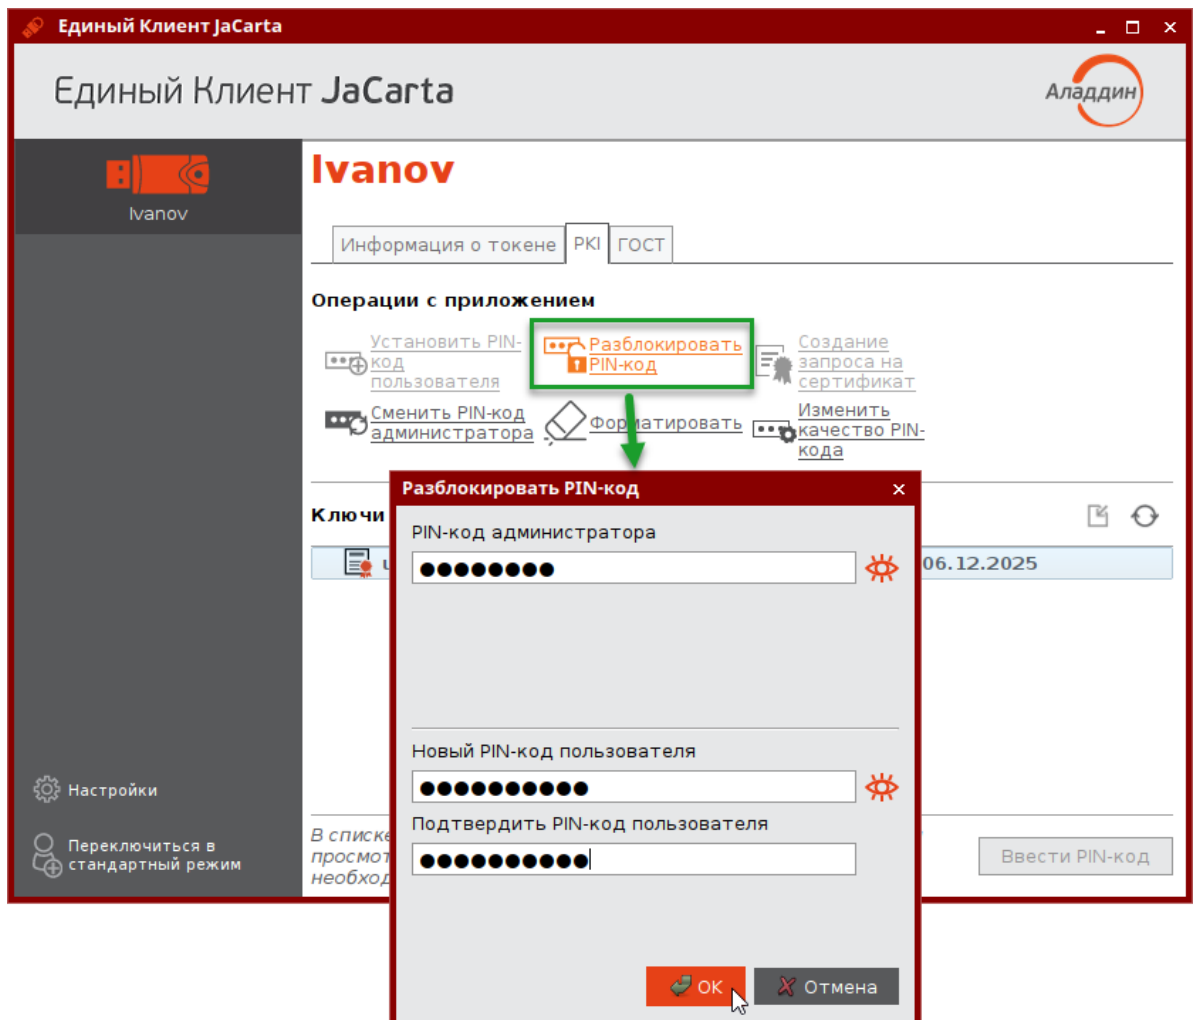 Единый Клиент JaCarta
Единый Клиент JaCarta
Аладдин
Ivanov
Ivanov
Информация о токене
PKI
ГОСТ
Операции с приложением
Установить PIN-
код
пользователя
Разблокировать
PIN-код
Создание
запроса на
сертификат
Сменить PIN-код
администратора
Форматировать
Изменить
качество PIN-
кода
Ключи
06.12.2025
Разблокировать PIN-код
PIN-код администратора
Новый PIN-код пользователя
Подтвердить PIN-код пользователя
OK
Отмена
Настройки
Переключиться в
стандартный режим
В списке
Ввести PIN-код